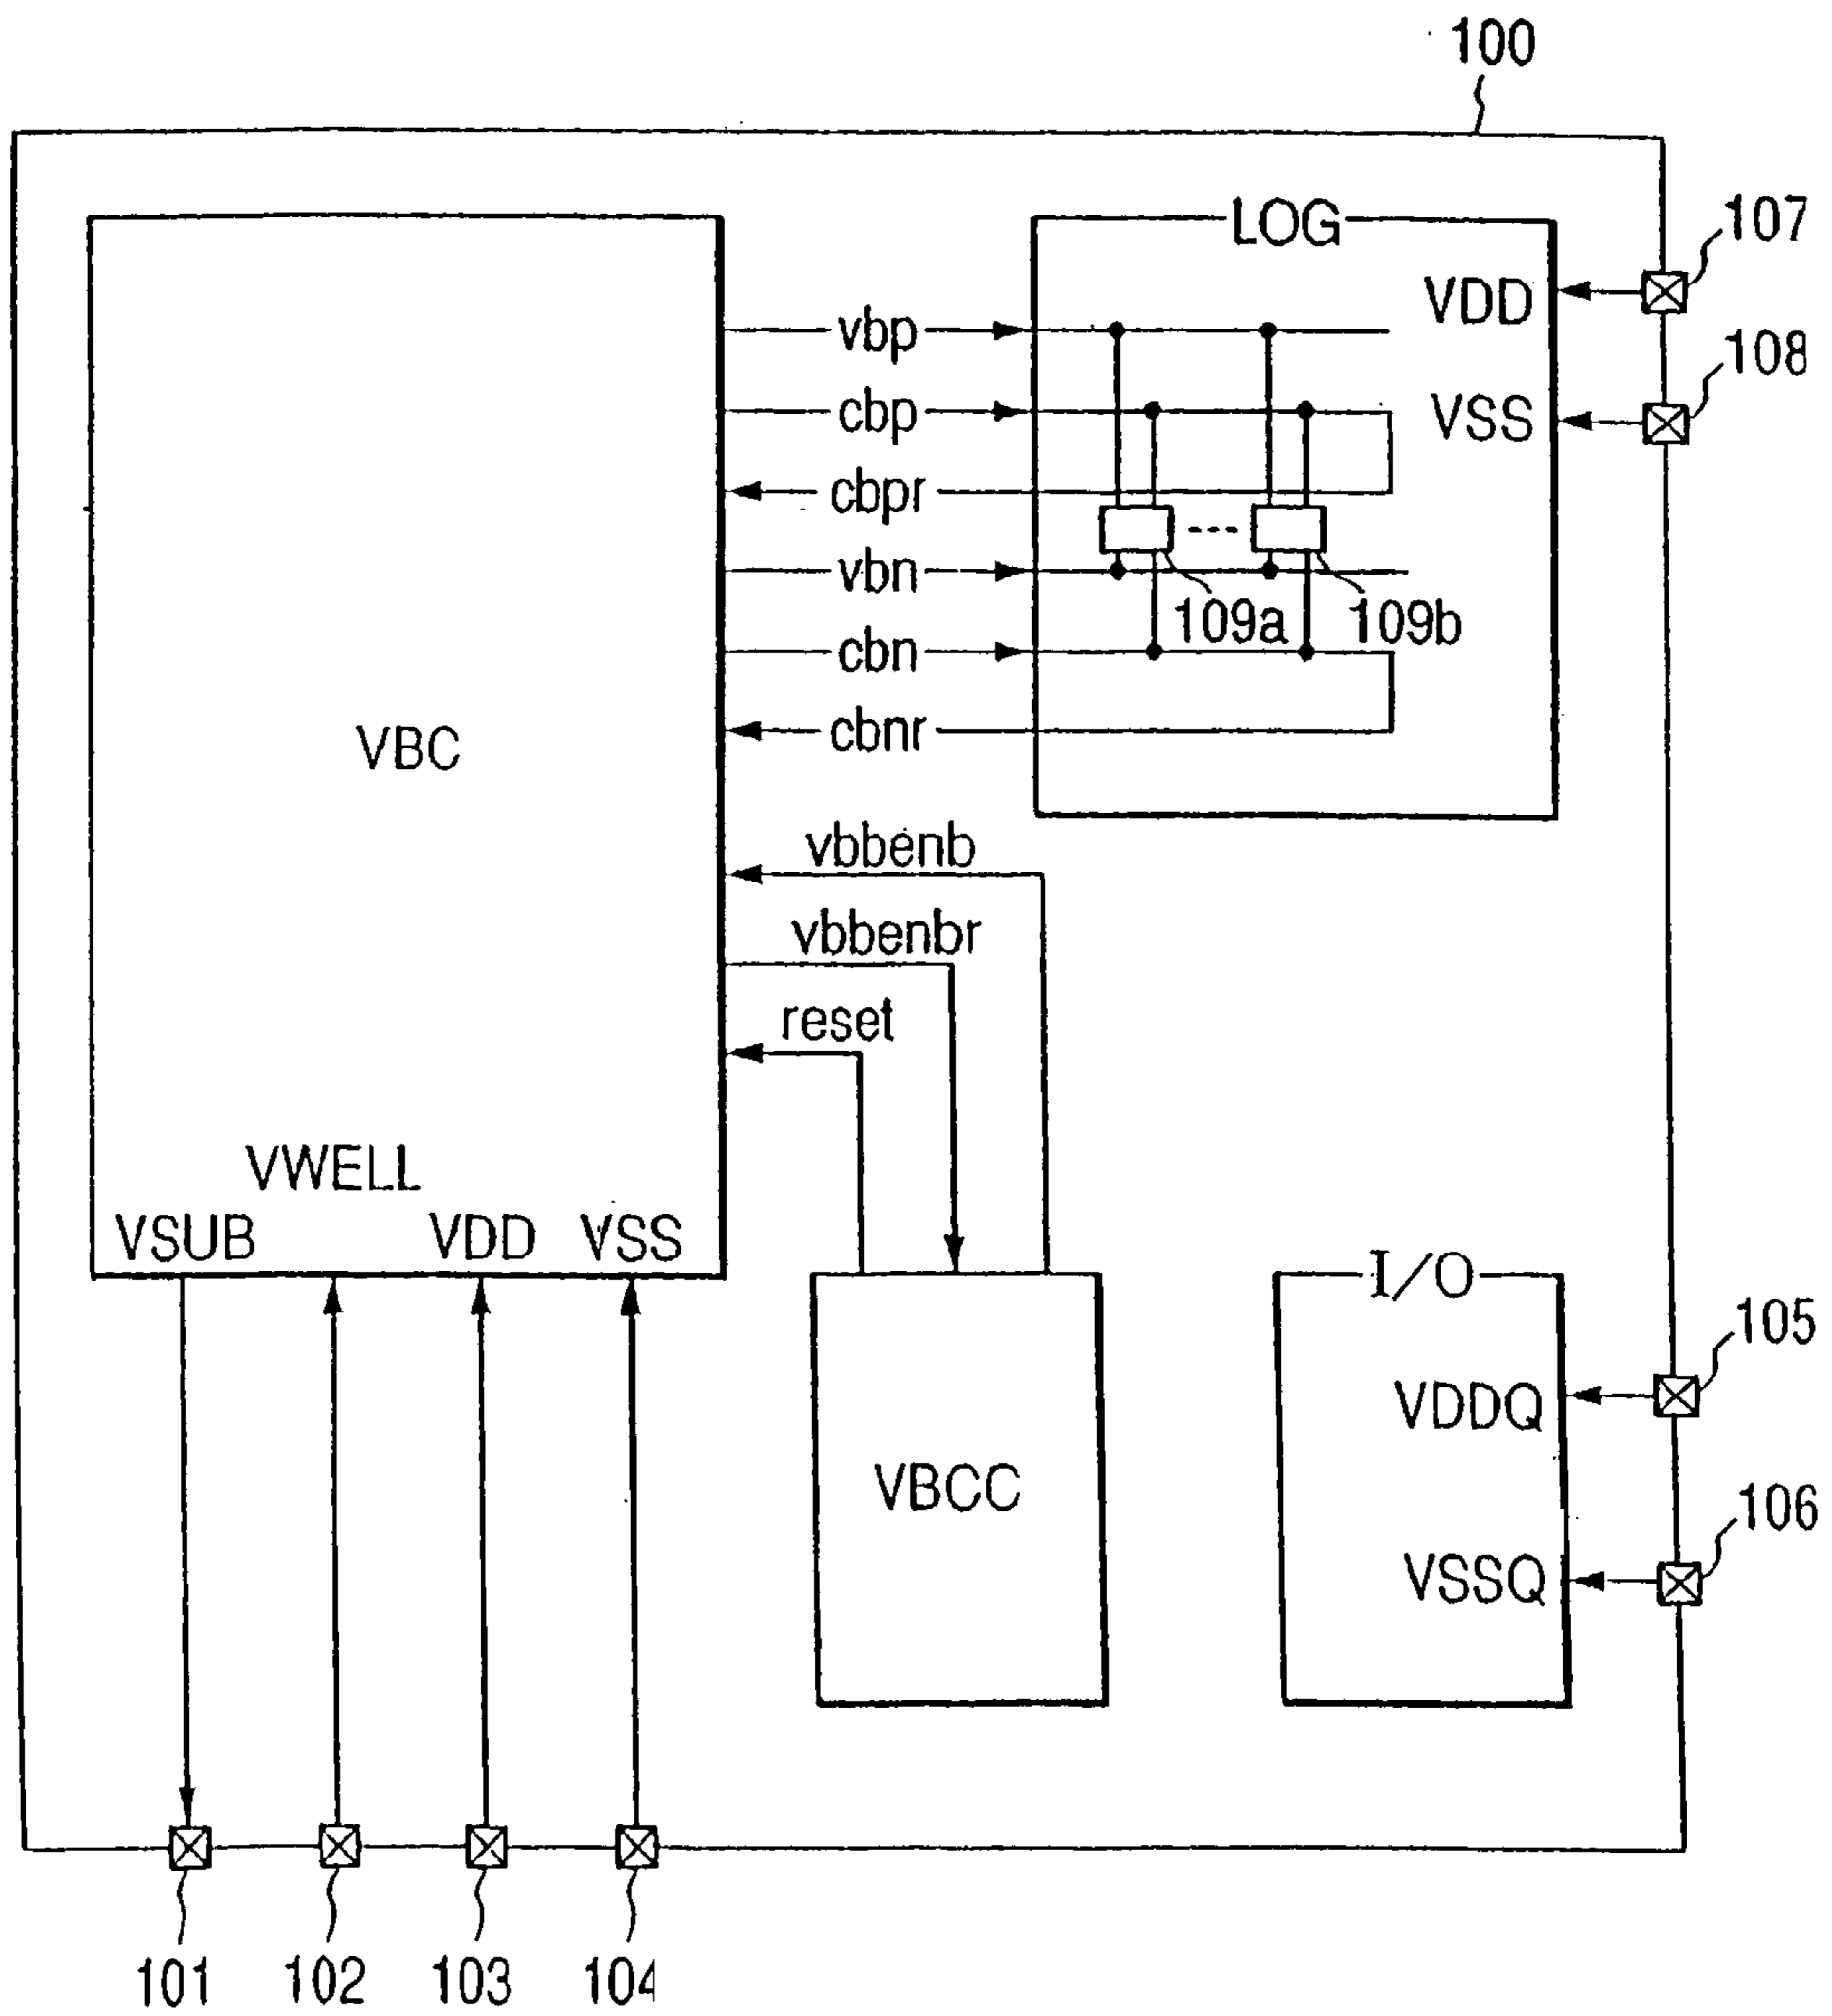 100
LOG
107
VDD
108
vbp
cbp
VSS
cbpr
vbn
109a
109b
cbn
cbnr
VBC
vbbenb
vbbenbr
reset
VWELL
VSUB
VDD
VSS
I/O
105
VDDQ
VBCC
106
VSSQ
101
102
103
104